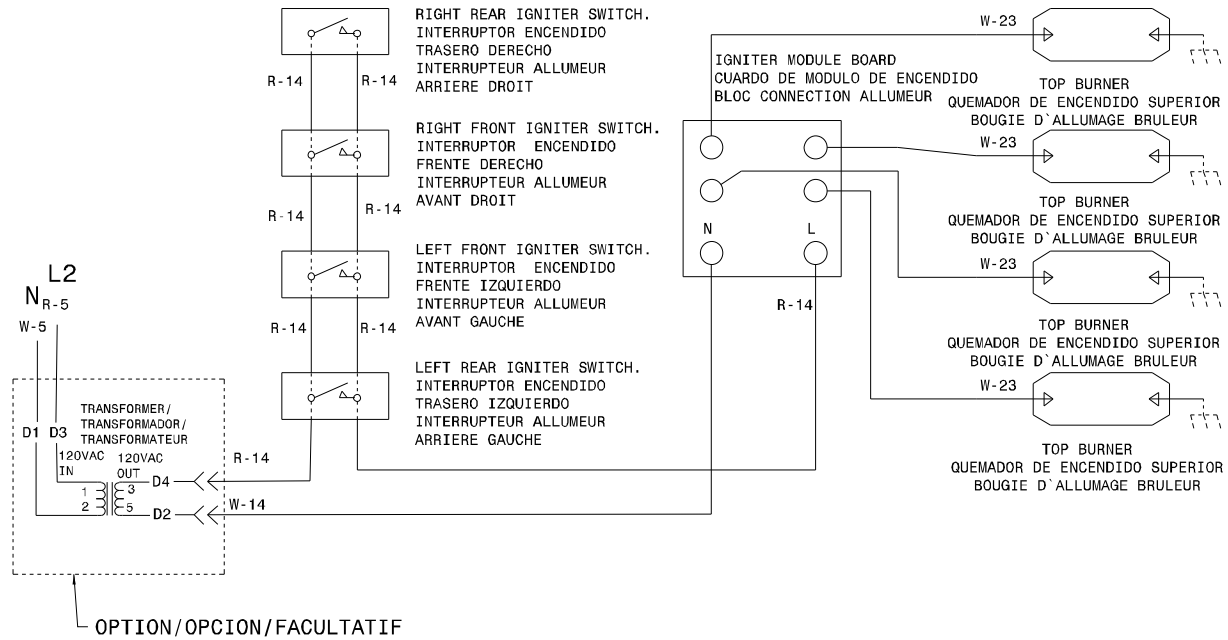 RIGHT REAR IGNITER SWITCH.
INTERRUPTOR ENCENDIDO
TRASERO DERECHO
INTERRUPTEUR ALLUMEUR
ARRIERE DROIT
R-14
R-14
RIGHT FRONT IGNITER SWITCH.
INTERRUPTOR ENCENDIDO
FRENTE DERECHO
INTERRUPTEUR ALLUMEUR
AVANT DROIT
R-14
R-14
LEFT FRONT IGNITER SWITCH.
INTERRUPTOR ENCENDIDO
FRENTE IZQUIERDO
INTERRUPTEUR ALLUMEUR
AVANT GAUCHE
R-14
R-14
LEFT REAR IGNITER SWITCH.
INTERRUPTOR ENCENDIDO
TRASERO IZQUIERDO
INTERRUPTEUR ALLUMEUR
ARRIERE GAUCHE
IGNITER MODULE BOARD
CUARDO DE MODULO DE ENCENDIDO
BLOC CONNECTION ALLUMEUR
N
L
R-14
W-23
TOP BURNER
QUEMADOR DE ENCENDIDO SUPERIOR
BOUGIE D`ALLUMAGE BRULEUR
W-23
TOP BURNER
QUEMADOR DE ENCENDIDO SUPERIOR
BOUGIE D`ALLUMAGE BRULEUR
W-23
TOP BURNER
QUEMADOR DE ENCENDIDO SUPERIOR
BOUGIE D`ALLUMAGE BRULEUR
W-23
TOP BURNER
QUEMADOR DE ENCENDIDO SUPERIOR
BOUGIE D`ALLUMAGE BRULEUR
L2
N
R-5
W-5
TRANSFORMER/
TRANSFORMADOR/
TRANSFORMATEUR
D1
D3
120VAC
IN
120VAC
OUT
1
2
3
5
D4
D2
R-14
W-14
OPTION/OPCION/FACULTATIF